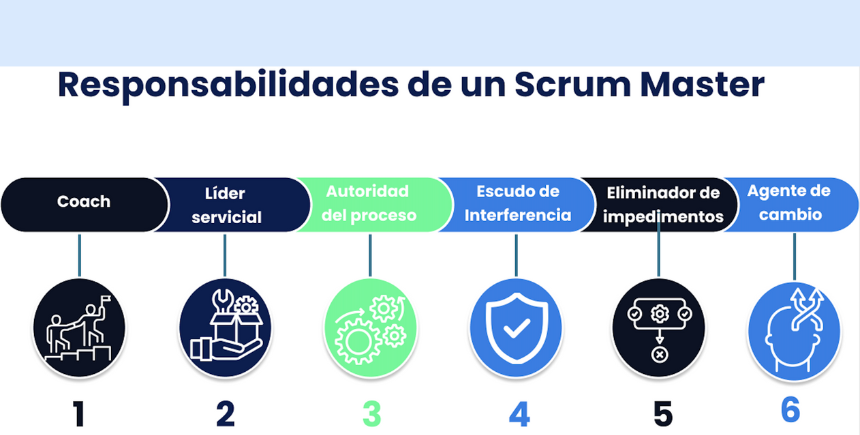 Responsabilidades de un Scrum Master
Coach
Líder
servicial
Autoridad
del proceso
Escudo de
Interferencia
Eliminador de
impedimentos
Agente de
cambio
1
2
3
4
5
6